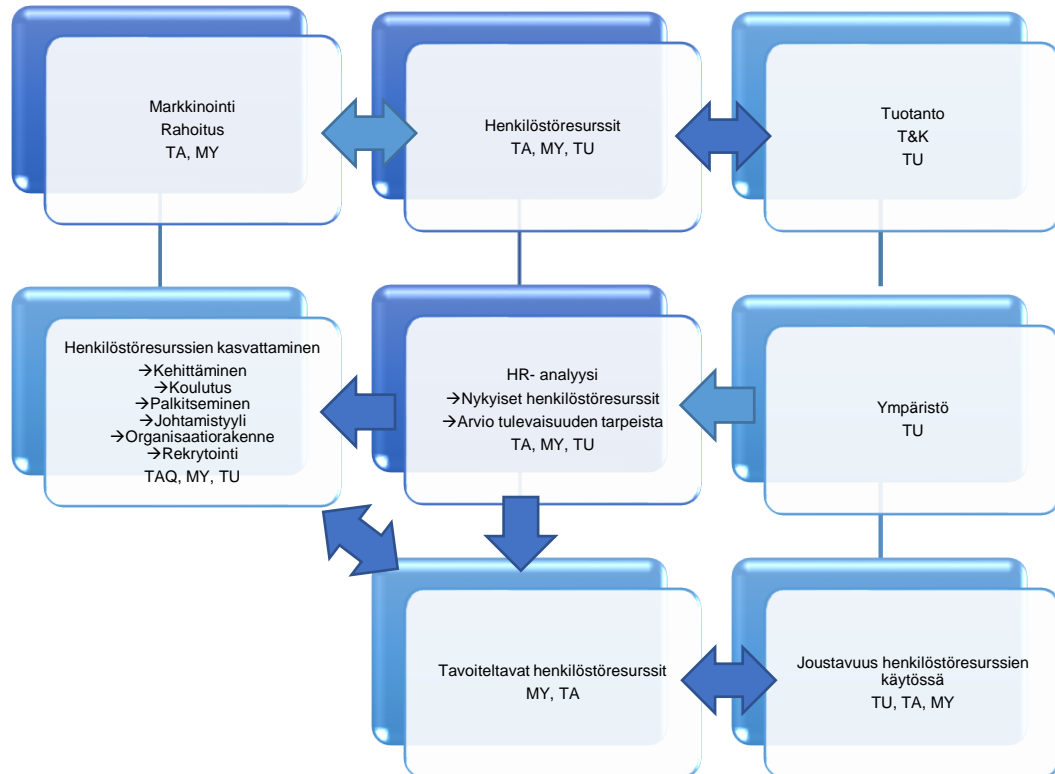 Markkinointi
Rahoitus
TA, MY
Henkilöstöresurssit
TA, MY, TU
Tuotanto
T&K
TU
Henkilöstöresurssien kasvattaminen
→Kehittäminen
→Koulutus
→Palkitseminen
→Johtamistyyli
→Organisaatiorakenne
→Rekrytointi
TAQ, MY, TU
HR- analyysi
→Nykyiset henkilöstöresurssit
→Arvio tulevaisuuden tarpeista
TA, MY, TU
Ympäristö
TU
Tavoiteltavat henkilöstöresurssit
MY, TA
Joustavuus henkilöstöresurssien
käytössä
TU, TA, MY